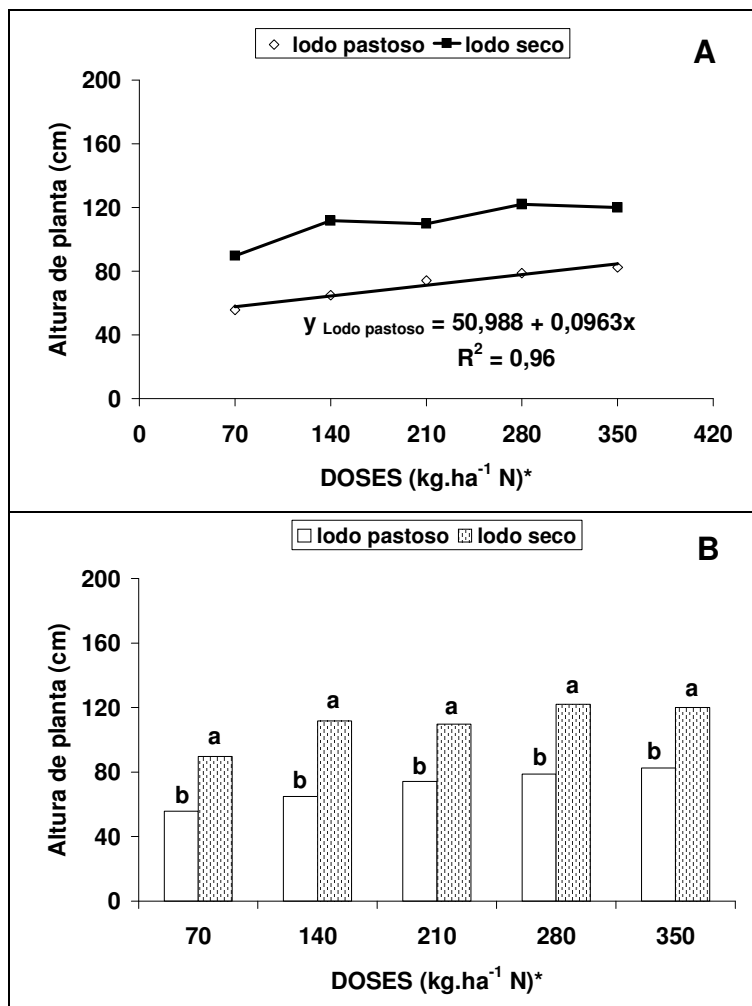 lodo pastoso lodo seco
A
Altura de planta (cm)
200
160
120
80
40
0
y Lodo pastoso = 50,988 + 0,0963x
R² = 0,96
0 70 140 210 280 350 420
DOSES (kg.ha⁻¹ N)*
lodo pastoso lodo seco
B
Altura de planta (cm)
200
160
120
80
40
0
b a b a b a b a b a
70 140 210 280 350
DOSES (kg.ha⁻¹ N)*